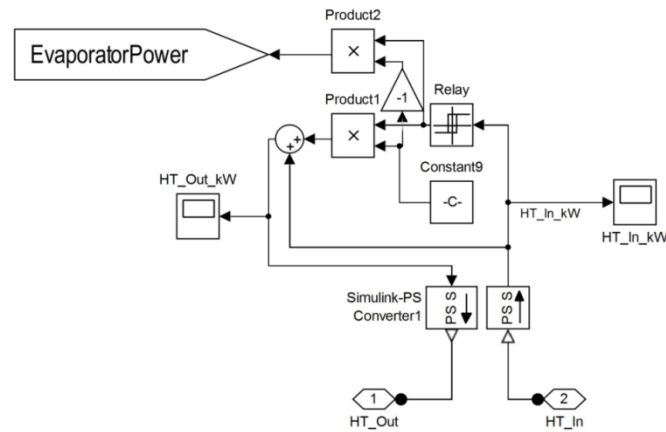 Product2
EvaporatorPower
×
-1
Relay
Product1
×
+
+
Constant9
-C-
HT_Out_kW
HT_In_kW
HT_In_kW
Simulink-PS
Converter1
PS S
PS S
1
2
HT_Out
HT_In